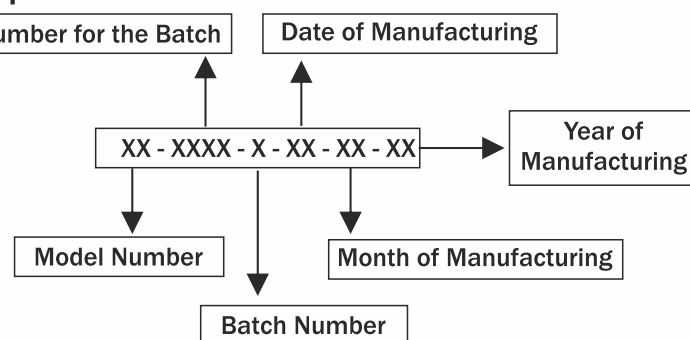 for the Batch
Date of Manufacturing
XX - XXXX - X - XX - XX - XX
Year of
Manufacturing
Model Number
Month of Manufacturing
Batch Number